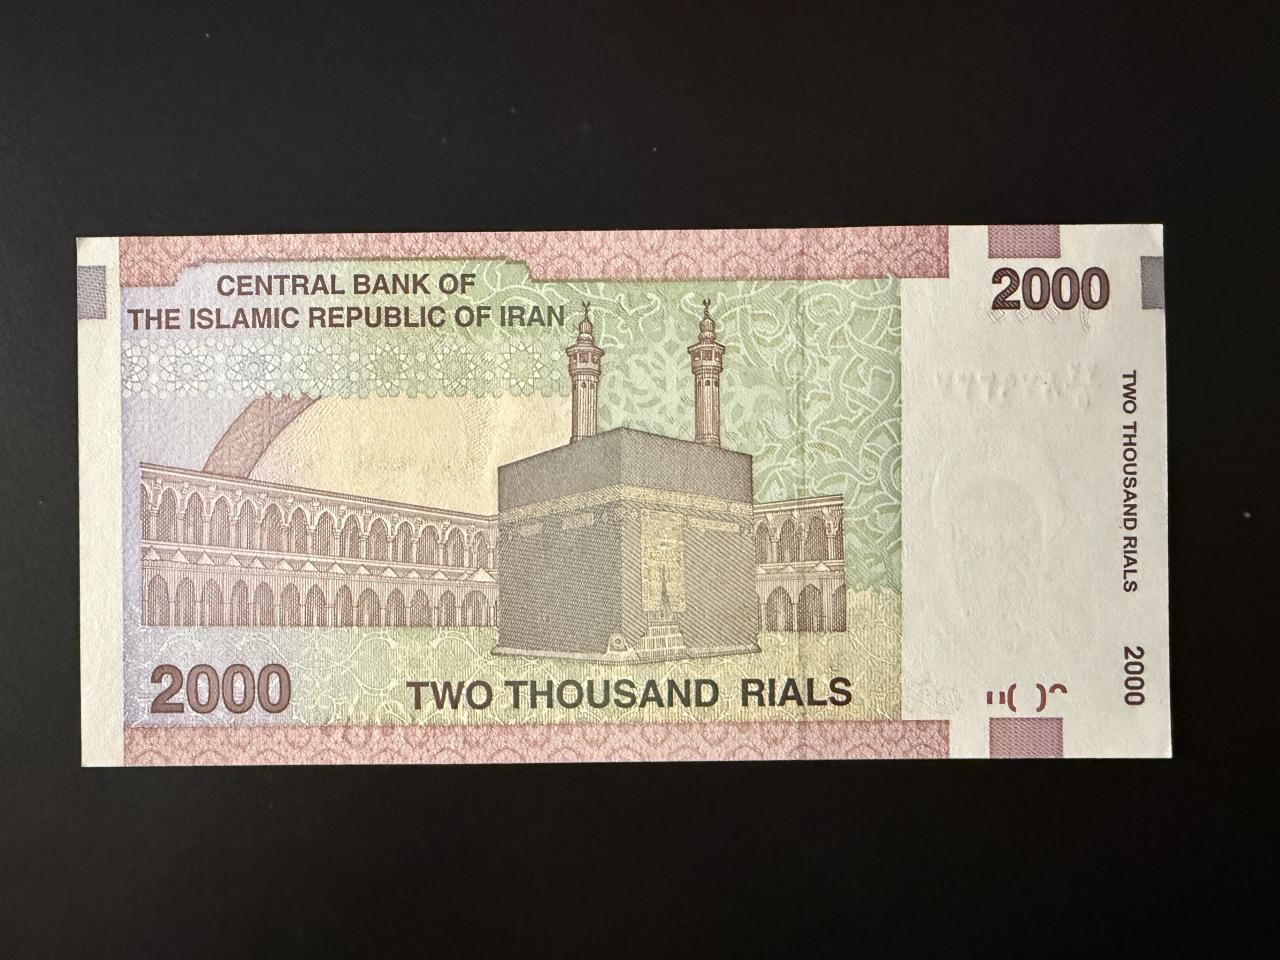 CENTRAL BANK OF
THE ISLAMIC REPUBLIC OF IRAN
2000
TWO THOUSAND RIALS 2000
2000
TWO THOUSAND RIALS